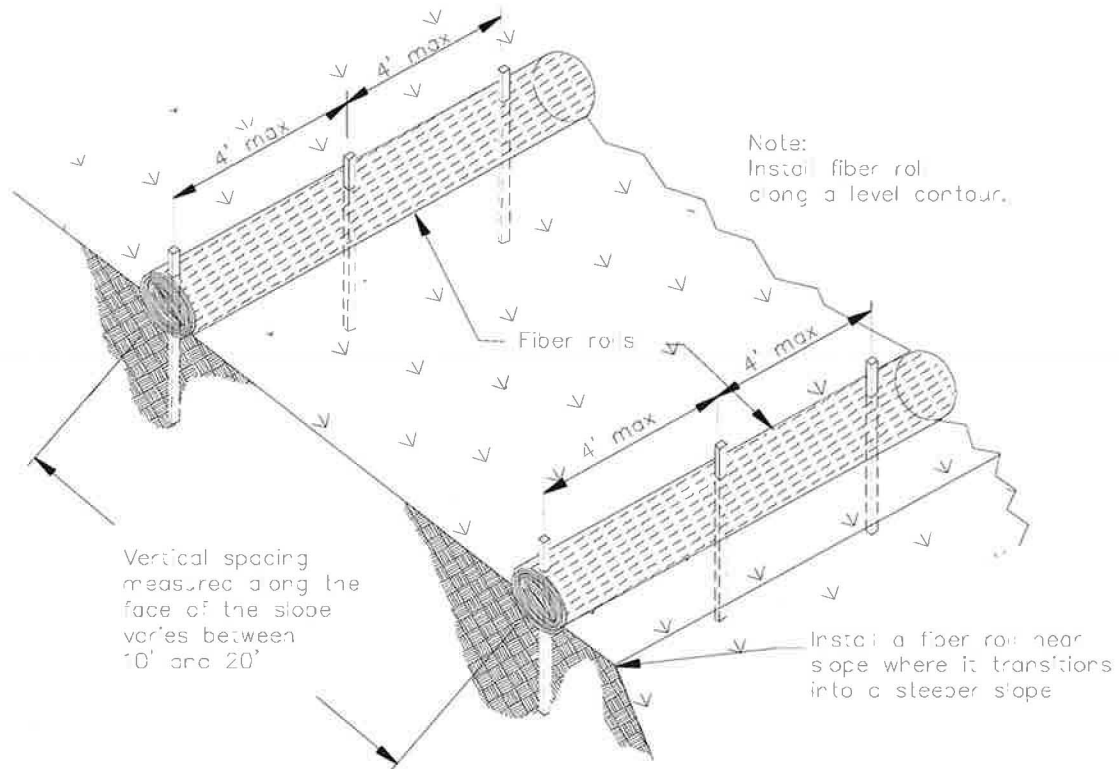 4' max
4' max
Note:
Install fiber roll
along a level contour.
Fiber rolls
4' max
4' max
Vertical spacing
measured along the
face of the slope
varies between
10' and 20'
Install a fiber roll near
slope where it transitions
into a steeper slope